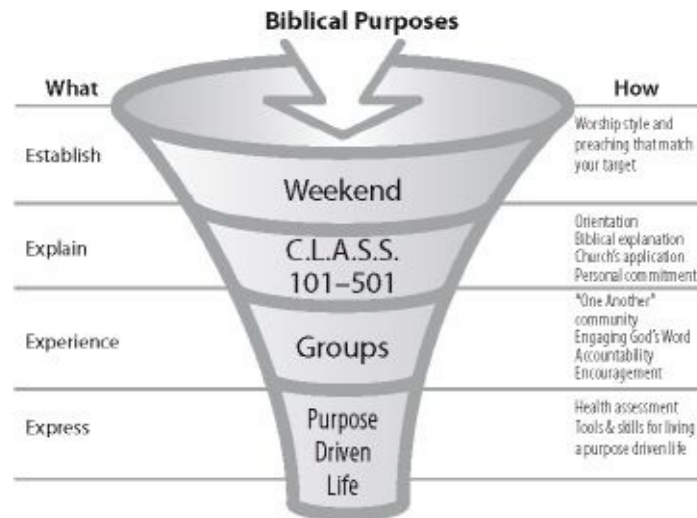 Biblical Purposes
What
How
Establish
Weekend
Worship style and
preaching that match
your target
Explain
C.L.A.S.S.
101–501
Orientation
Biblical explanation
Church's application
Personal commitment
Experience
Groups
"One Another"
community
Engaging God's Word
Accountability
Encouragement
Express
Purpose
Driven
Life
Health assessment
Tools & skills for living
a purpose driven life